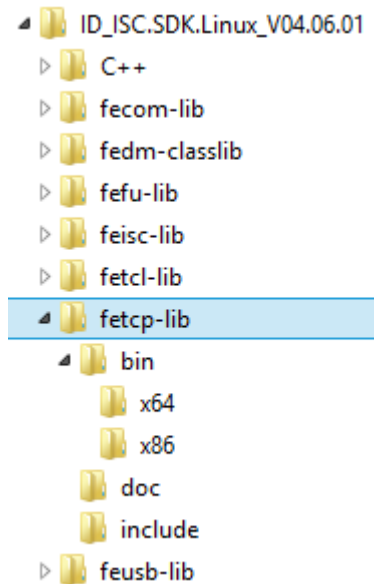 ID_ISC.SDK.Linux_V04.06.01
C++
fecom-lib
fedm-classlib
fefu-lib
feisc-lib
fetcl-lib
fetcp-lib
bin
x64
x86
doc
include
feusb-lib